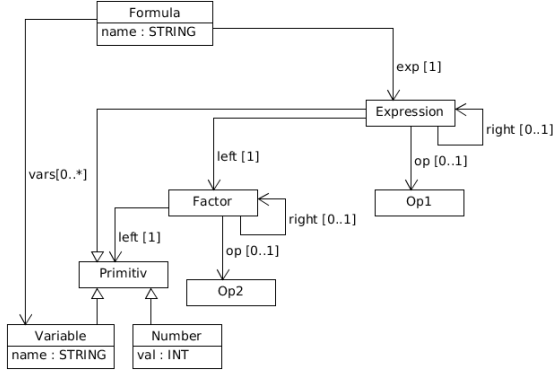 Formula
name : STRING
exp [1]
Expression
right [0..1]
op [0..1]
left [1]
vars[0..*]
Factor
Op1
right [0..1]
left [1]
op [0..1]
Primitiv
Op2
Variable
name : STRING
Number
val : INT